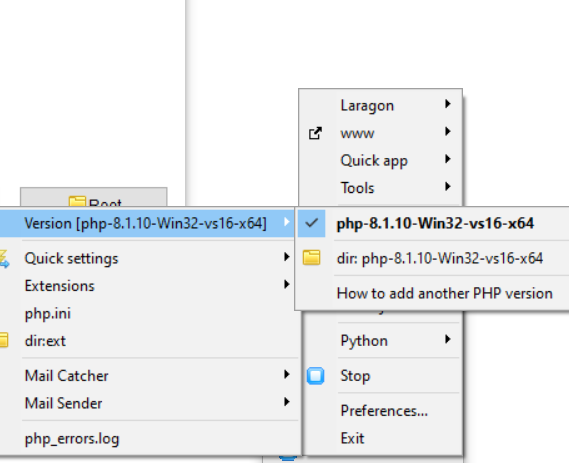 Laragon
www
Quick app
Tools
Root
Version [php-8.1.10-Win32-vs16-x64]
php-8.1.10-Win32-vs16-x64
Quick settings
dir: php-8.1.10-Win32-vs16-x64
Extensions
How to add another PHP version
php.ini
dir:ext
Python
Mail Catcher
Stop
Mail Sender
Preferences...
php_errors.log
Exit